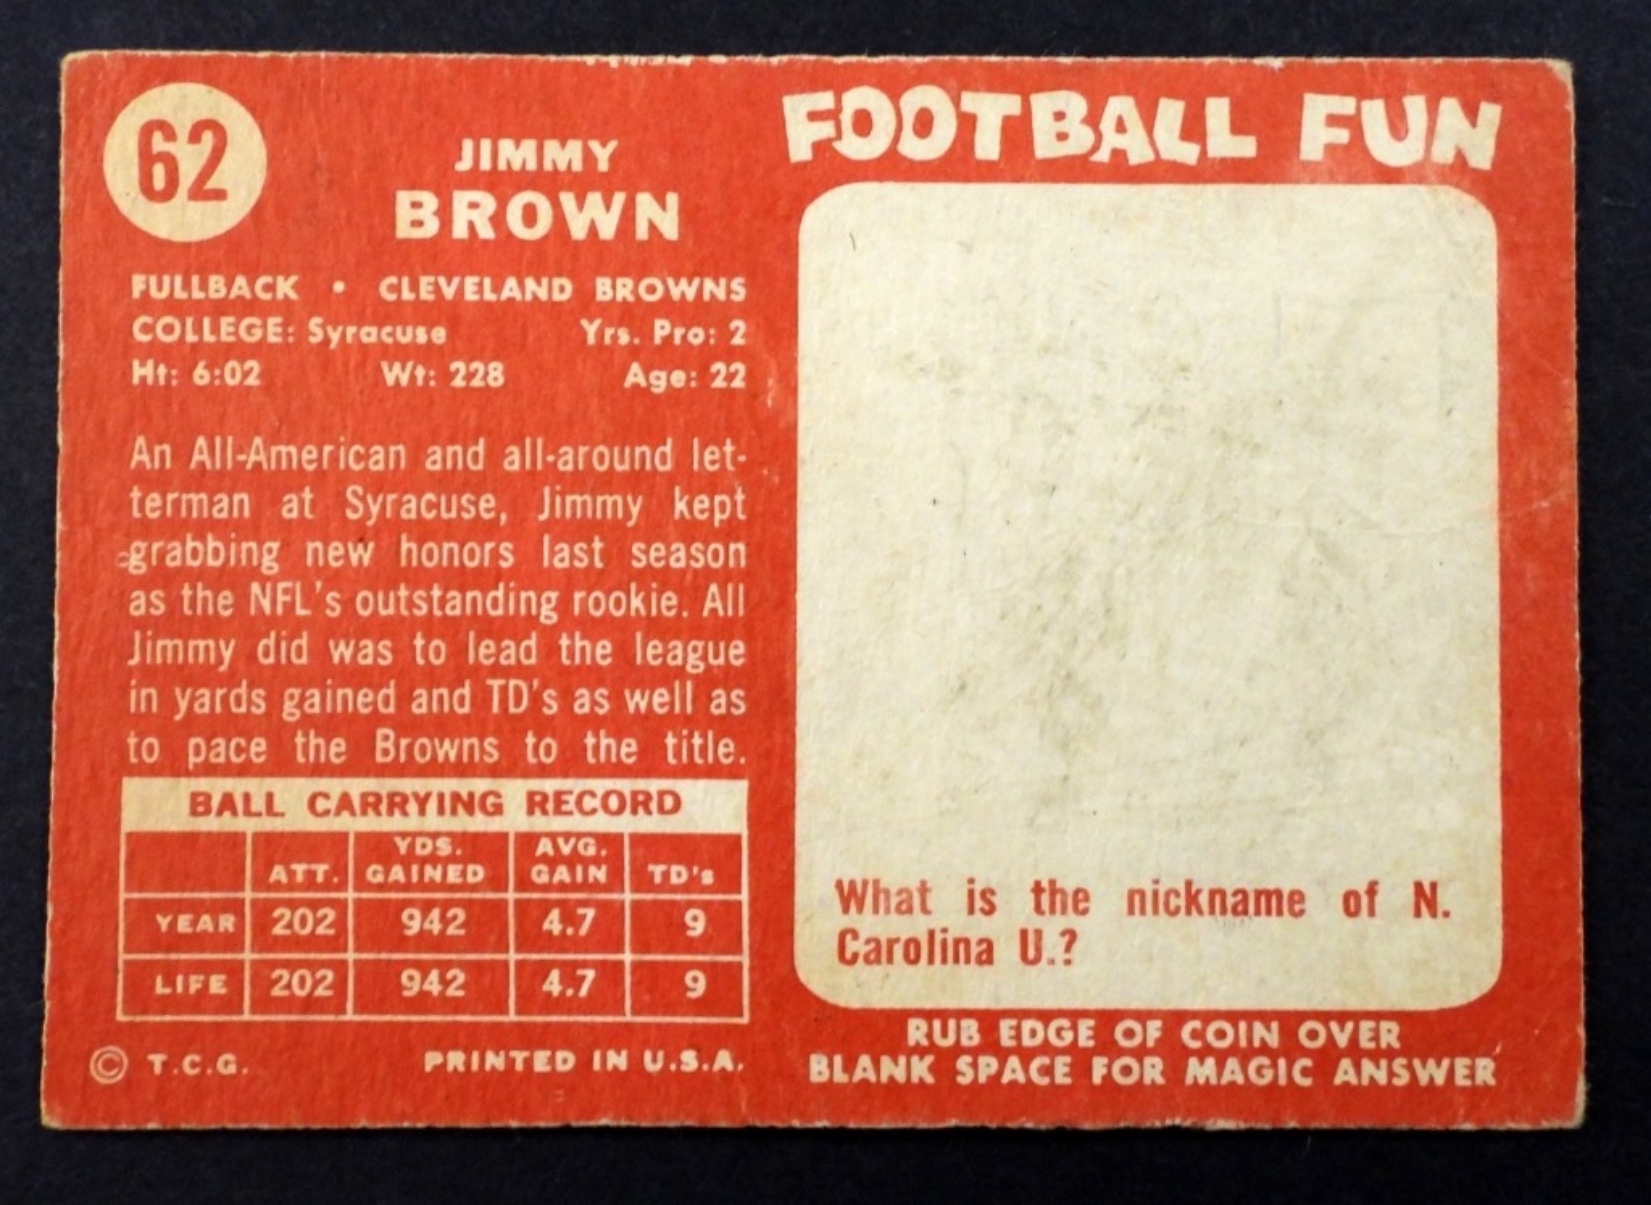 62
JIMMY
BROWN
FULLBACK • CLEVELAND BROWNS
COLLEGE: Syracuse Yrs. Pro: 2
Ht: 6:02 Wt: 228 Age: 22
An All-American and all-around let-
terman at Syracuse, Jimmy kept
grabbing new honors last season
as the NFL's outstanding rookie. All
Jimmy did was to lead the league
in yards gained and TD's as well as
to pace the Browns to the title.
BALL CARRYING RECORD
ATT. YDS. GAINED AVG. GAIN TD's
YEAR 202 942 4.7 9
LIFE 202 942 4.7 9
© T.C.G. PRINTED IN U.S.A.
FOOTBALL FUN
What is the nickname of N.
Carolina U.?
RUB EDGE OF COIN OVER
BLANK SPACE FOR MAGIC ANSWER